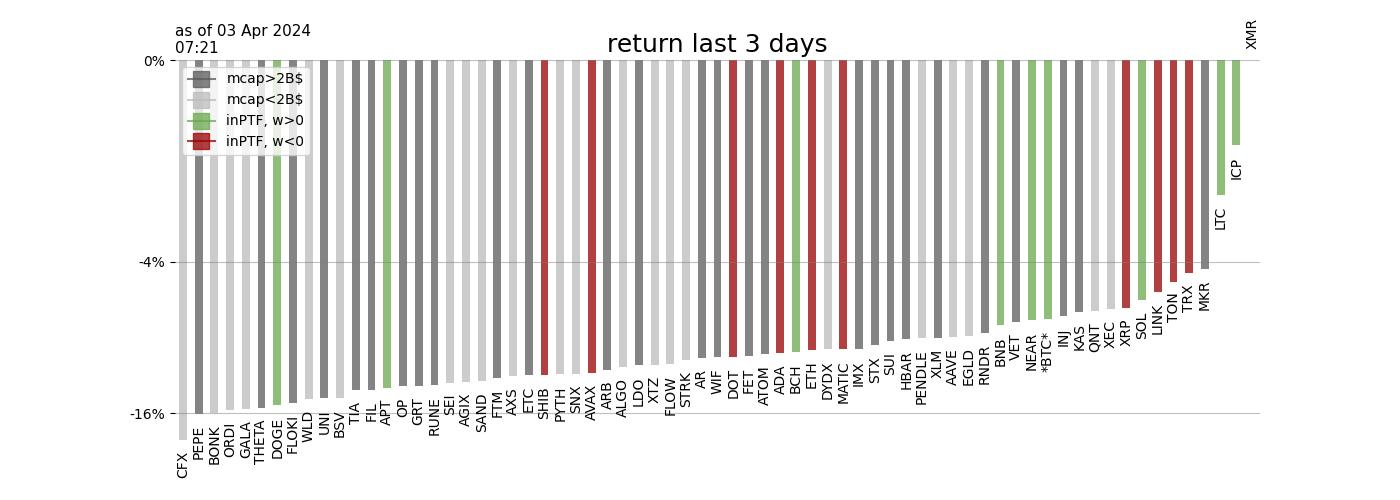 as of 03 Apr 2024
07:21
return last 3 days
XMR
0%
mcap>2B$
mcap<2B$
inPTF, w>0
inPTF, w<0
-4%
-16%
CFX
PEPE
BONK
ORDI
GALA
THETA
DOGE
FLOKI
WLD
UNI
BSV
TIA
FIL
APT
OP
GRT
RUNE
SEI
AGIX
SAND
FTM
AXS
ETC
SHIB
PYTH
SNX
AVAX
ARB
ALGO
LDO
XTZ
FLOW
STRK
AR
WIF
DOT
FET
ATOM
ADA
BCH
ETH
DYDX
MATIC
IMX
STX
SUI
HBAR
PENDLE
XLM
AAVE
EGLD
RNDR
BNB
VET
NEAR
*BTC*
INJ
KAS
QNT
XEC
XRP
SOL
LINK
TON
TRX
MKR
LTC
ICP